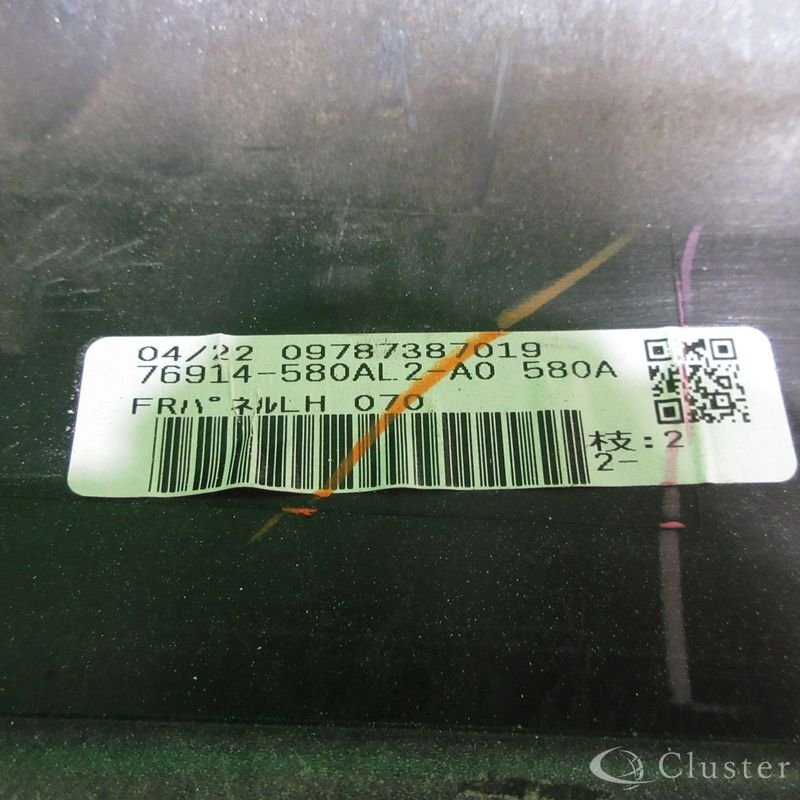 04/22 09787387019
76914-580AL2-A0 580A
FRﾊﾟﾈﾙLH 070
枝:2
2-
Cluster